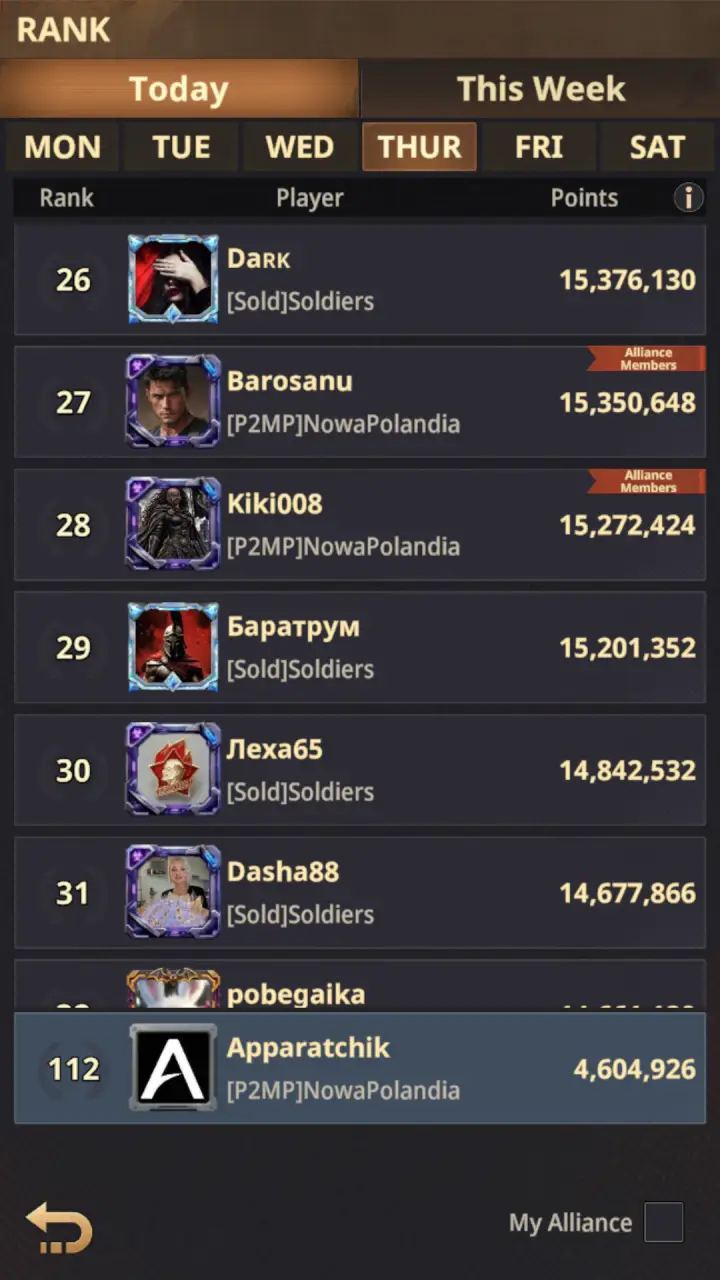 RANK
Today This Week
MON TUE WED THUR FRI SAT
Rank Player Points
26 Dark 15,376,130
[Sold]Soldiers
Alliance Members
27 Barosanu 15,350,648
[P2MP]NowaPolandia
Alliance Members
28 Kiki008 15,272,424
[P2MP]NowaPolandia
29 Баратрум 15,201,352
[Sold]Soldiers
30 Леха65 14,842,532
[Sold]Soldiers
31 Dasha88 14,677,866
[Sold]Soldiers
pobegaika
112 Apparatchik 4,604,926
[P2MP]NowaPolandia
My Alliance